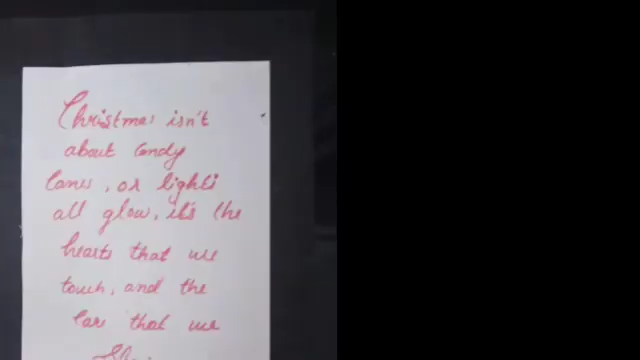 Christmas isn't
about Candy
Canes, or lights
all glow, it's the
hearts that we
touch, and the
Care that we